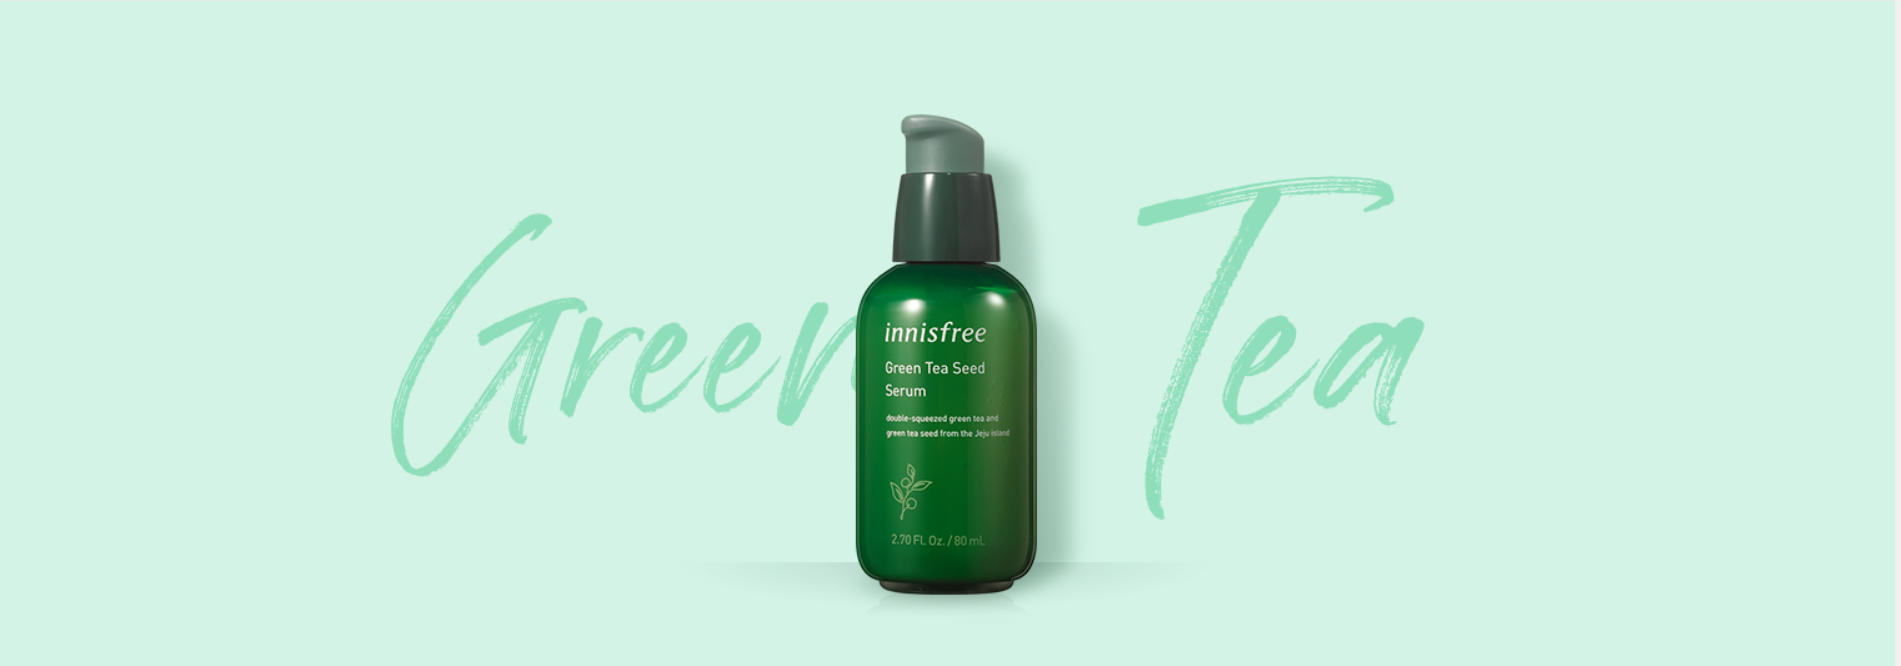 Green Tea
innisfree
Green Tea Seed
Serum
double-squeezed green tea and
green tea seed from the Jeju island
2.70 FL. Oz. / 80 mL